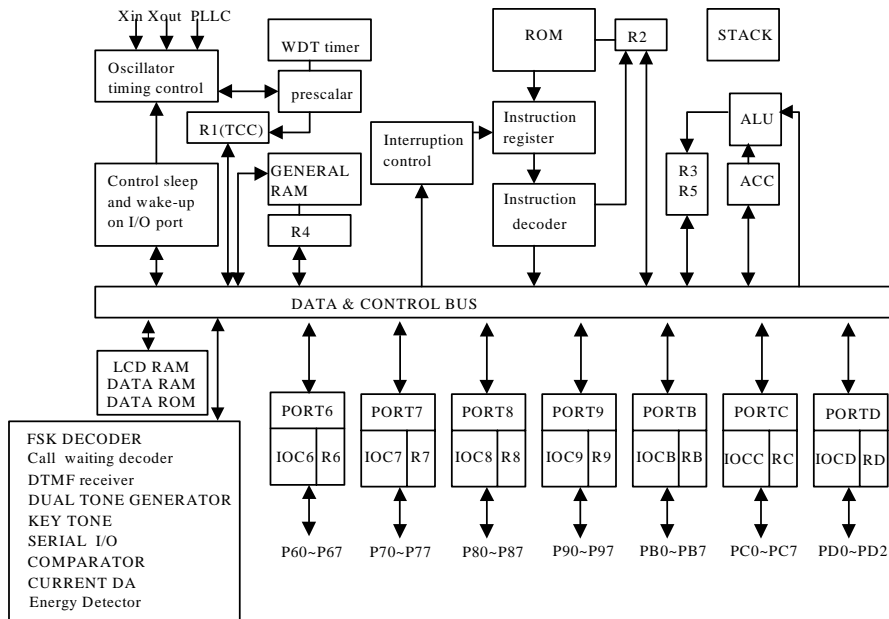 Xin Xout PLLC
Oscillator
timing control
WDT timer
prescalar
R1(TCC)
Control sleep
and wake-up
on I/O port
GENERAL
RAM
R4
Interruption
control
ROM
R2
STACK
Instruction
register
Instruction
decoder
ALU
R3
R5
ACC
DATA & CONTROL BUS
LCD RAM
DATA RAM
DATA ROM
FSK DECODER
Call waiting decoder
DTMF receiver
DUAL TONE GENERATOR
KEY TONE
SERIAL I/O
COMPARATOR
CURRENT DA
Energy Detector
PORT6
IOC6 R6
P60~P67
PORT7
IOC7 R7
P70~P77
PORT8
IOC8 R8
P80~P87
PORT9
IOC9 R9
P90~P97
PORTB
IOCB RB
PB0~PB7
PORTC
IOCC RC
PC0~PC7
PORTD
IOCD RD
PD0~PD2